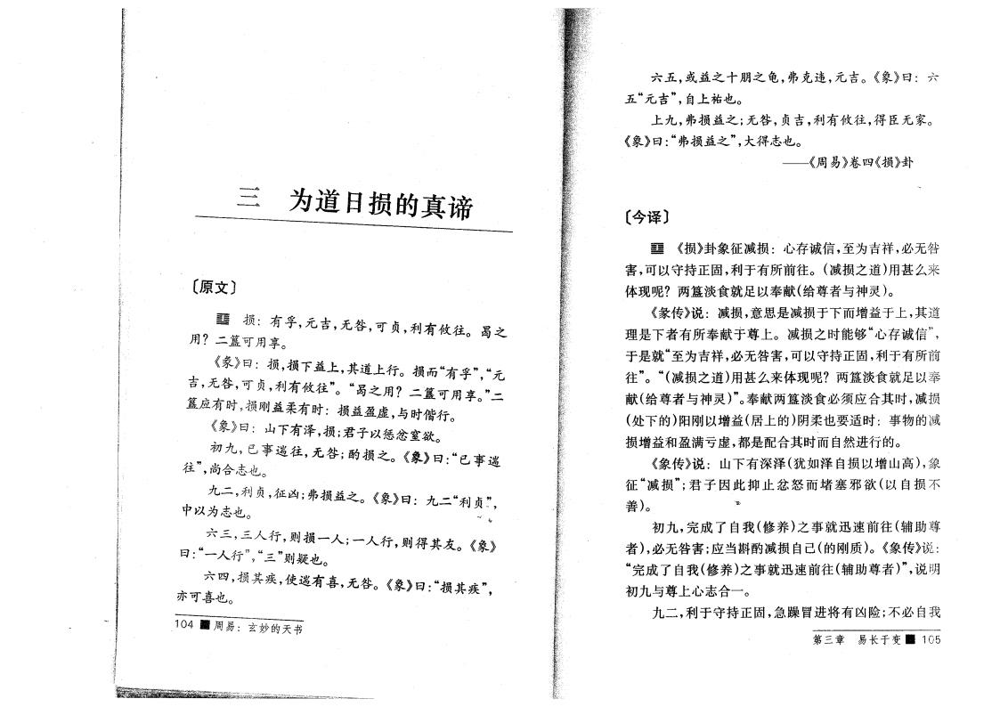 三 为道日损的真谛
〔原文〕
䷨ 损：有孚，元吉，无咎，可贞，利有攸往。曷之
用？二簋可用享。
《彖》曰：损，损下益上，其道上行。损而“有孚”，“元
吉，无咎，可贞，利有攸往”。“曷之用？二簋可用享。”二
簋应有时，损刚益柔有时：损益盈虚，与时偕行。
《象》曰：山下有泽，损；君子以惩忿窒欲。
初九，已事遄往，无咎；酌损之。《象》曰：“已事遄
往”，尚合志也。
九二，利贞，征凶；弗损益之。《象》曰：九二“利贞”，
中以为志也。
六三，三人行，则损一人；一人行，则得其友。《象》
曰：“一人行”，“三”则疑也。
六四，损其疾，使遄有喜，无咎。《象》曰：“损其疾”，
亦可喜也。
104 ■ 周易：玄妙的天书
六五，或益之十朋之龟，弗克违，元吉。《象》曰：六
五“元吉”，自上祐也。
上九，弗损益之；无咎，贞吉，利有攸往，得臣无家。
《象》曰：“弗损益之”，大得志也。
——《周易》卷四《损》卦
〔今译〕
䷨ 《损》卦象征减损：心存诚信，至为吉祥，必无咎
害，可以守持正固，利于有所前往。(减损之道)用甚么来
体现呢？两簋淡食就足以奉献(给尊者与神灵)。
《彖传》说：减损，意思是减损于下而增益于上，其道
理是下者有所奉献于尊上。减损之时能够“心存诚信”，
于是就“至为吉祥，必无咎害，可以守持正固，利于有所前
往”。“(减损之道)用甚么来体现呢？两簋淡食就足以奉
献(给尊者与神灵)”。奉献两簋淡食必须应合其时，减损
(处下的)阳刚以增益(居上的)阴柔也要适时：事物的减
损增益和盈满亏虚，都是配合其时而自然进行的。
《象传》说：山下有深泽(犹如泽自损以增山高)，象
征“减损”；君子因此抑止忿怒而堵塞邪欲(以自损不
善)。
初九，完成了自我(修养)之事就迅速前往(辅助尊
者)，必无咎害；应当斟酌减损自己(的刚质)。《象传》说：
“完成了自我(修养)之事就迅速前往(辅助尊者)”，说明
初九与尊上心志合一。
九二，利于守持正固，急躁冒进将有凶险；不必自我
第三章 易长于变 ■ 105